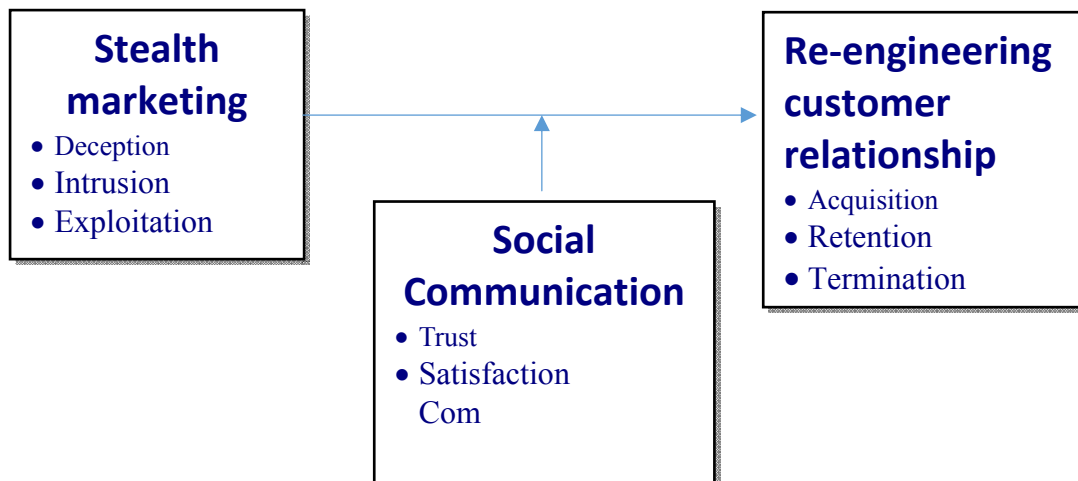 Stealth
marketing
• Deception
• Intrusion
• Exploitation
Social
Communication
• Trust
• Satisfaction
Com
Re-engineering
customer
relationship
• Acquisition
• Retention
• Termination